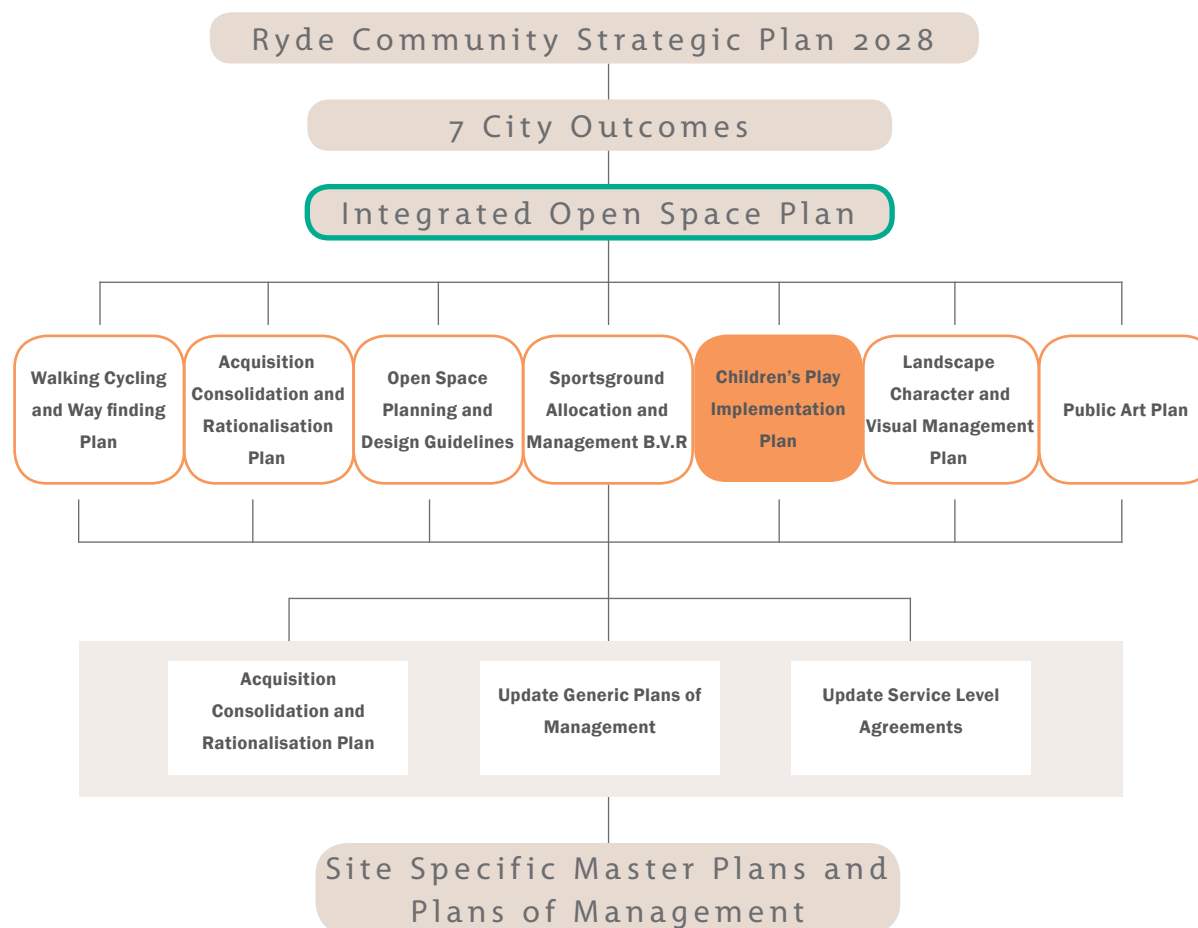 Ryde Community Strategic Plan 2028
7 City Outcomes
Integrated Open Space Plan
Walking Cycling
and Way finding
Plan
Acquisition
Consolidation and
Rationalisation
Plan
Open Space
Planning and
Design Guidelines
Sportsground
Allocation and
Management B.V.R
Children's Play
Implementation
Plan
Landscape
Character and
Visual Management
Plan
Public Art Plan
Acquisition
Consolidation and
Rationalisation Plan
Update Generic Plans of
Management
Update Service Level
Agreements
Site Specific Master Plans and
Plans of Management